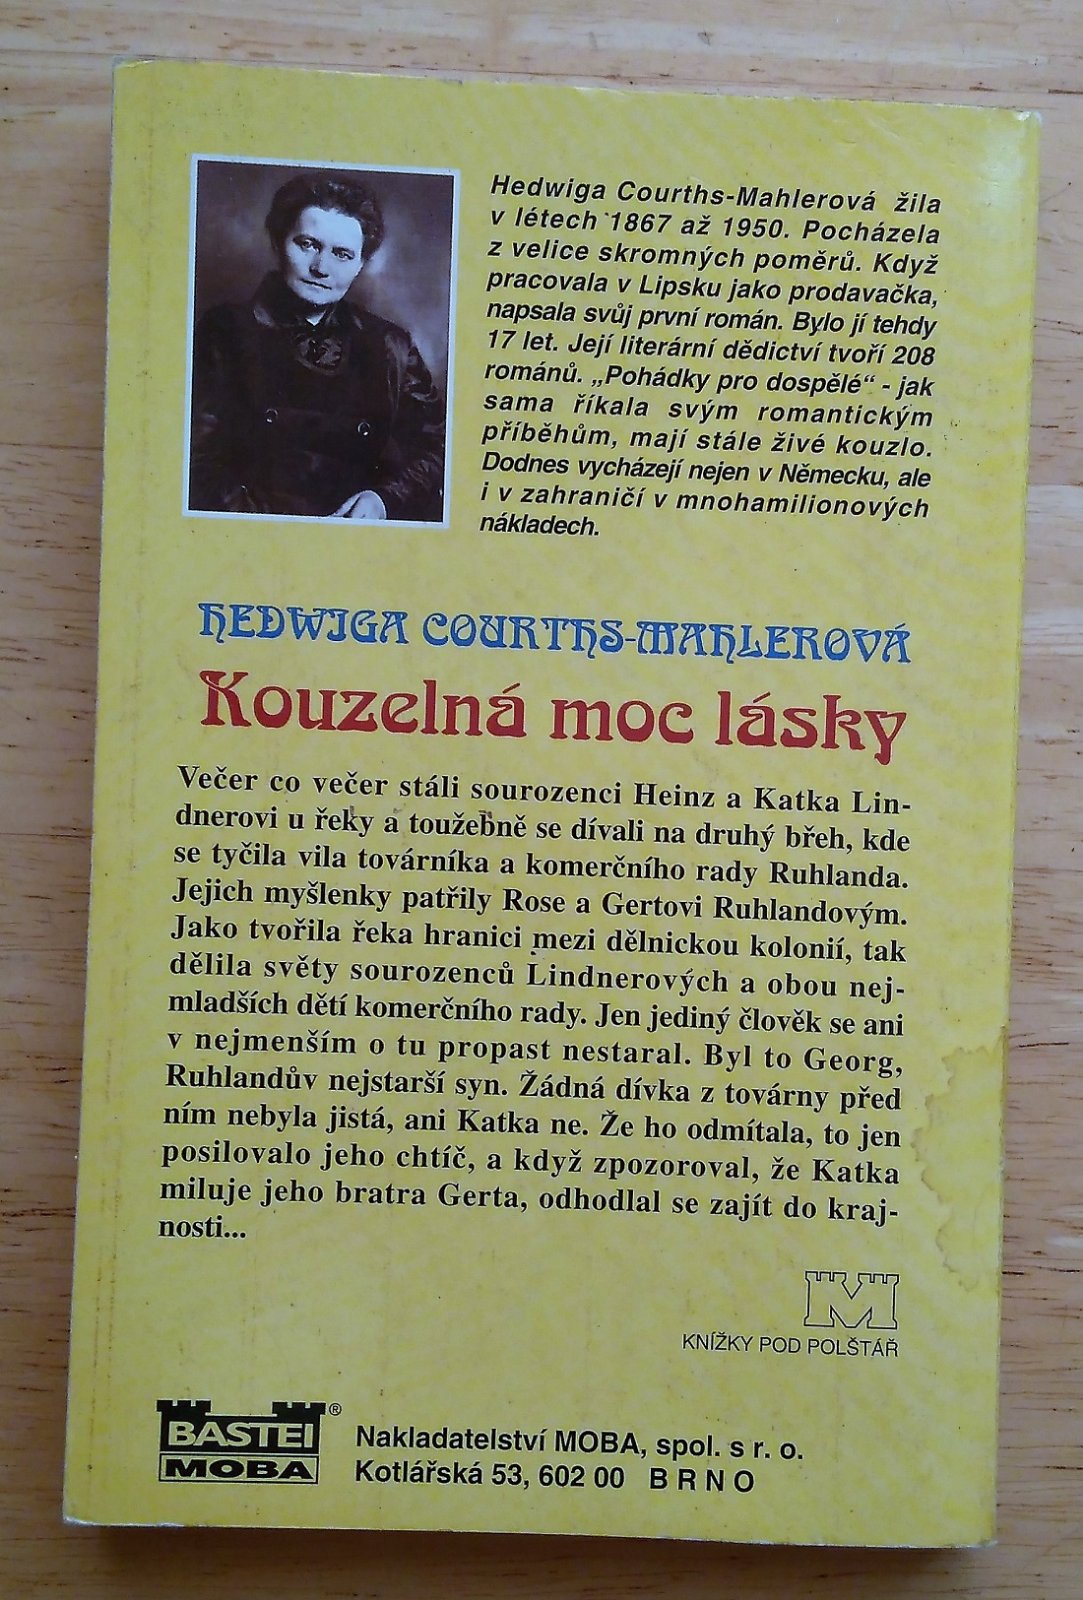 Hedwiga Courths-Mahlerová žila
v létech 1867 až 1950. Pocházela
z velice skromných poměrů. Když
pracovala v Lipsku jako prodavačka,
napsala svůj první román. Bylo jí tehdy
17 let. Její literární dědictví tvoří 208
románů. „Pohádky pro dospělé“ - jak
sama říkala svým romantickým
příběhům, mají stále živé kouzlo.
Dodnes vycházejí nejen v Německu, ale
i v zahraničí v mnohamilionových
nákladech.
HEDWIGA COURTHS-MAHLEROVÁ
Kouzelná moc lásky
Večer co večer stáli sourozenci Heinz a Katka Lin-
dnerovi u řeky a toužebně se dívali na druhý břeh, kde
se tyčila vila továrníka a komerčního rady Ruhlanda.
Jejich myšlenky patřily Rose a Gertovi Ruhlandovým.
Jako tvořila řeka hranici mezi dělnickou kolonií, tak
dělila světy sourozenců Lindnerových a obou nej-
mladších dětí komerčního rady. Jen jediný člověk se ani
v nejmenším o tu propast nestaral. Byl to Georg,
Ruhlandův nejstarší syn. Žádná dívka z továrny před
ním nebyla jistá, ani Katka ne. Že ho odmítala, to jen
posilovalo jeho chtíč, a když zpozoroval, že Katka
miluje jeho bratra Gerta, odhodlal se zajít do kraj-
nosti...
M
KNÍŽKY POD POLŠTÁŘ
BASTEI ®
MOBA
Nakladatelství MOBA, spol. s r. o.
Kotlářská 53, 602 00 BRNO